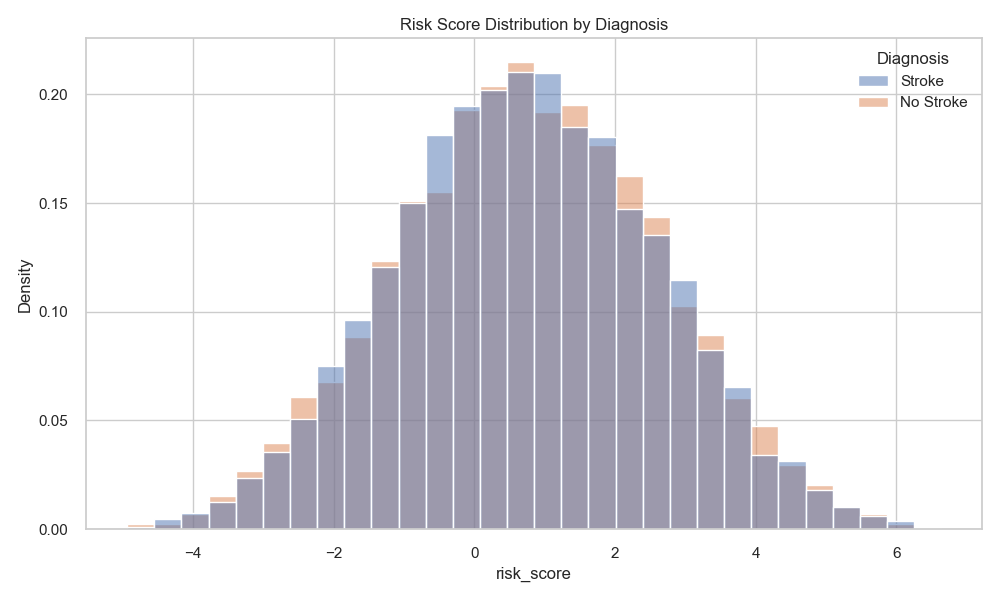 Risk Score Distribution by Diagnosis
Diagnosis
Stroke
No Stroke
Density
0.20
0.15
0.10
0.05
0.00
−4
−2
0
2
4
6
risk_score